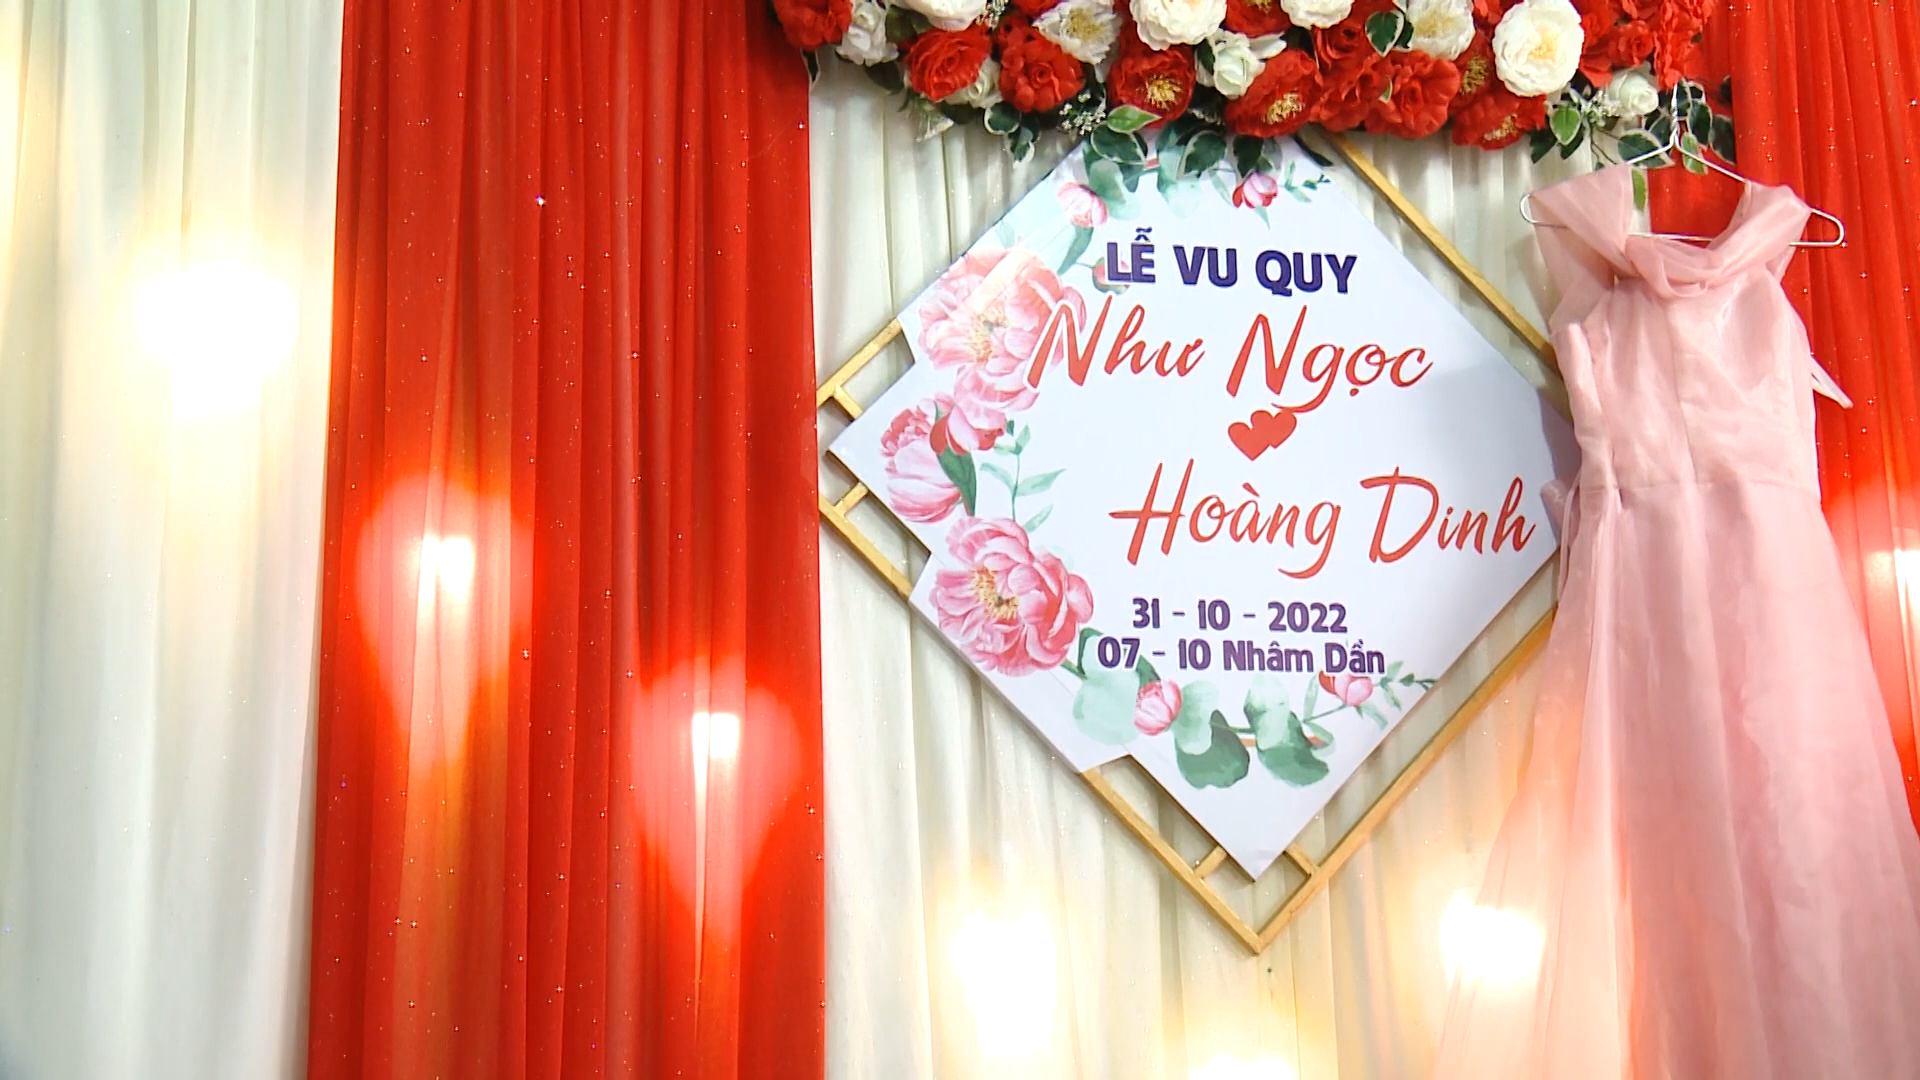 LỄ VU QUY
Như Ngọc
Hoàng Dinh
31 - 10 - 2022
07 - 10 Nhâm Dần